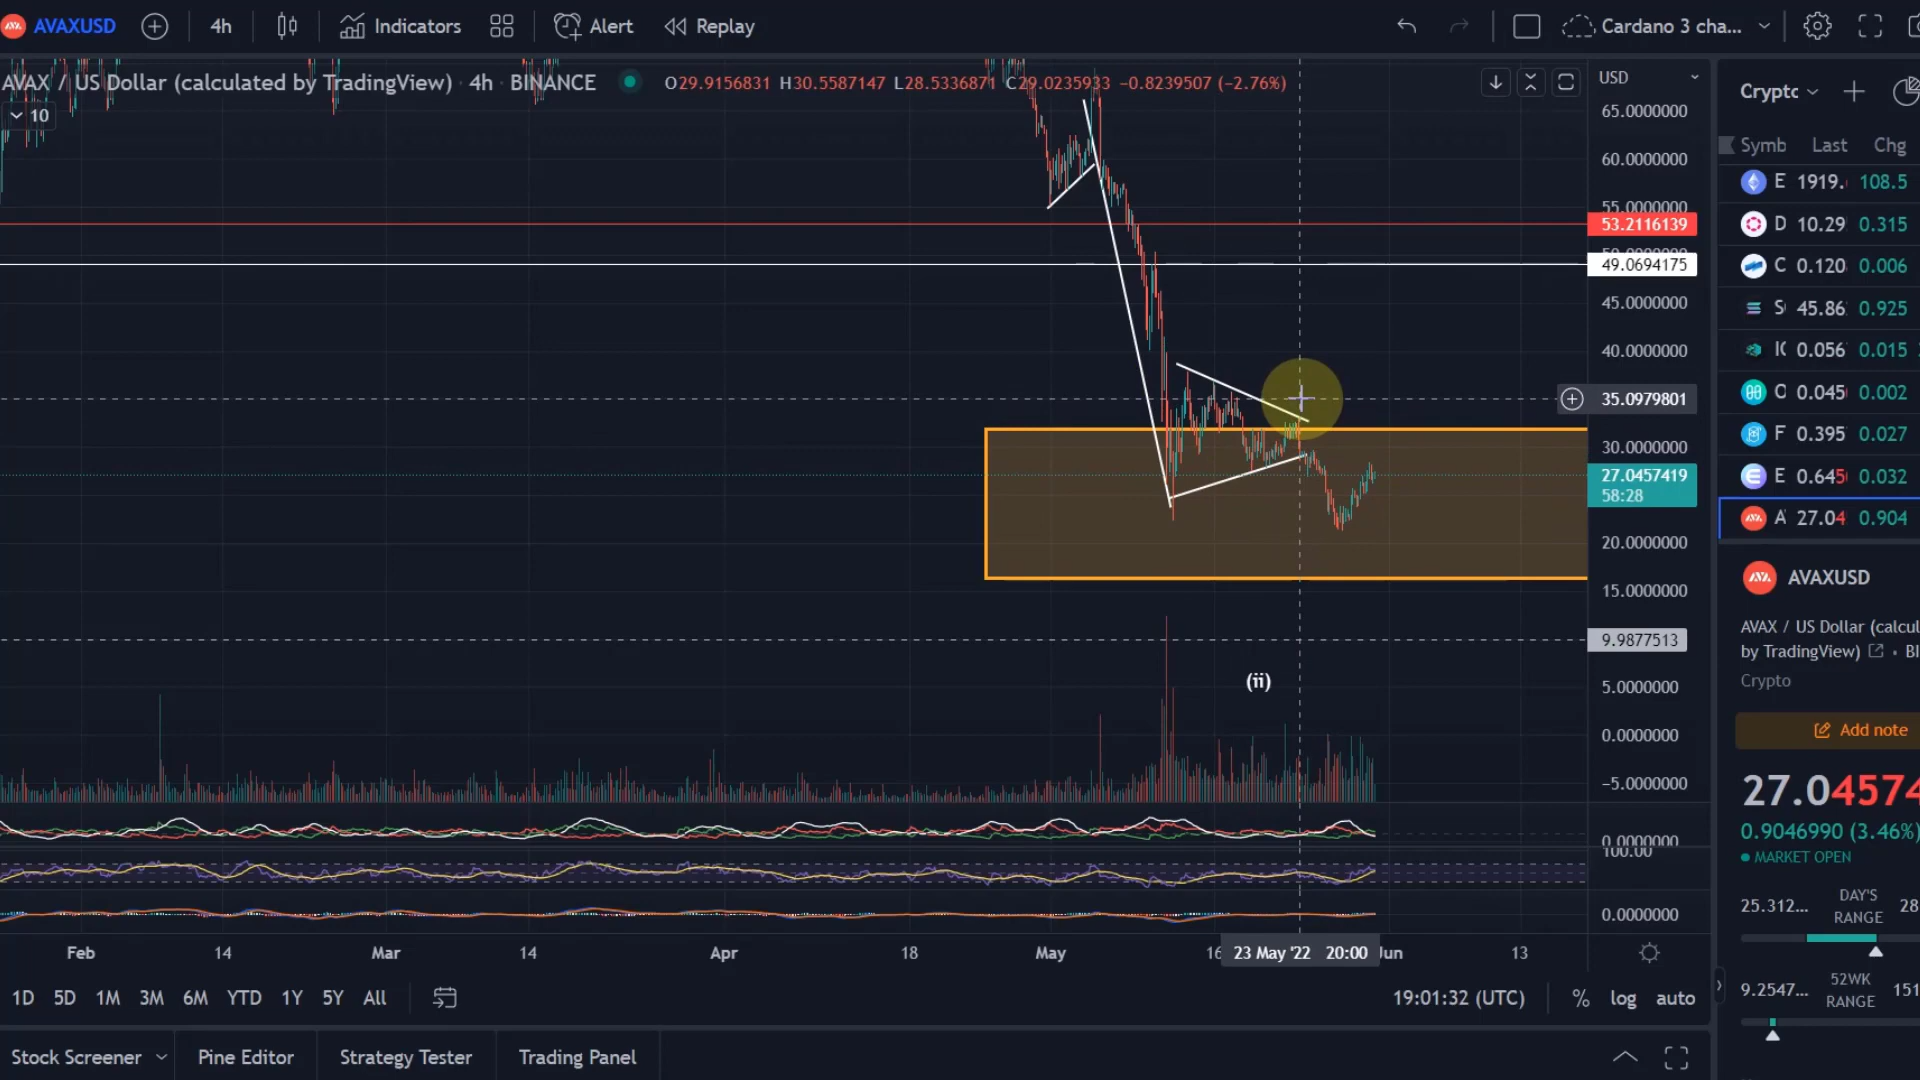 AVAXUSD 4h Indicators Alert Replay Cardano 3 cha...
AVAX / US Dollar (calculated by TradingView) · 4h · BINANCE O29.9156831 H30.5587147 L28.5336871 C29.0235933 −0.8239507 (−2.76%)
10
USD
65.0000000
60.0000000
55.0000000
53.2116139
49.0694175
45.0000000
40.0000000
35.0979801
30.0000000
27.0457419
58:28
20.0000000
15.0000000
9.9877513
(ii)
5.0000000
0.0000000
−5.0000000
0.0000000
100.00
0.0000000
Feb 14 Mar 14 Apr 18 May 16 23 May '22 20:00 Jun 13
1D 5D 1M 3M 6M YTD 1Y 5Y All 19:01:32 (UTC) % log auto
Stock Screener Pine Editor Strategy Tester Trading Panel
Crypto
Symb Last Chg
E 1919. 108.5
D 10.29 0.315
C 0.120 0.006
S 45.86 0.925
IC 0.056 0.015
O 0.045 0.002
F 0.395 0.027
E 0.645 0.032
A 27.04 0.904
AVAXUSD
AVAX / US Dollar (calcul
by TradingView) • BI
Crypto
Add note
27.04574
0.9046990 (3.46%)
MARKET OPEN
25.312... DAY'S RANGE 28
9.2547... 52WK RANGE 151